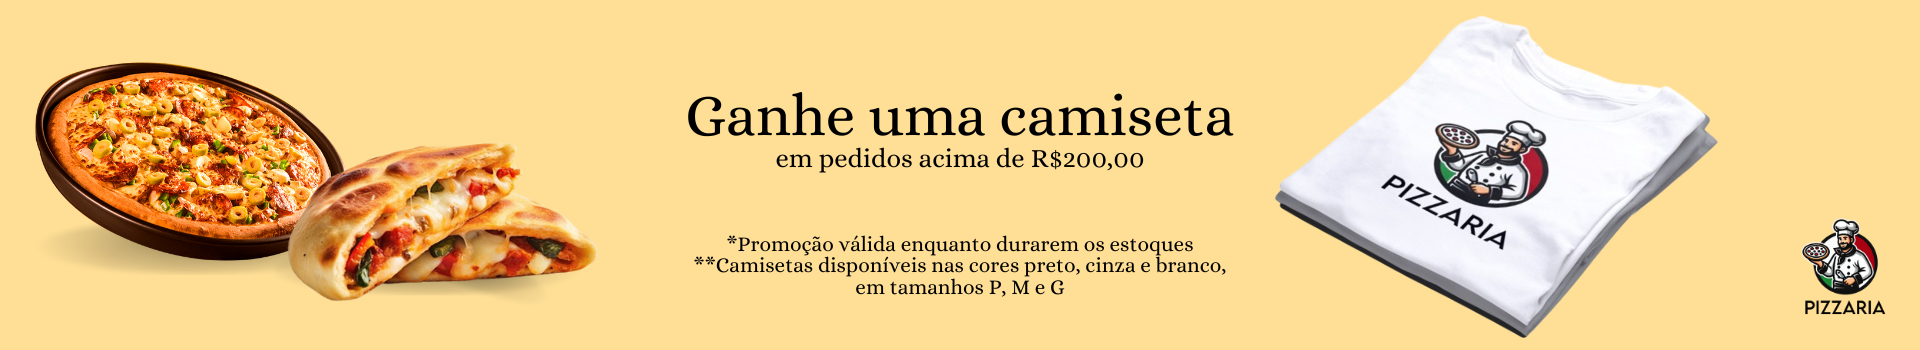 Ganhe uma camiseta
em pedidos acima de R$200,00
*Promoção válida enquanto durarem os estoques
**Camisetas disponíveis nas cores preto, cinza e branco,
em tamanhos P, M e G
PIZZARIA
PIZZARIA